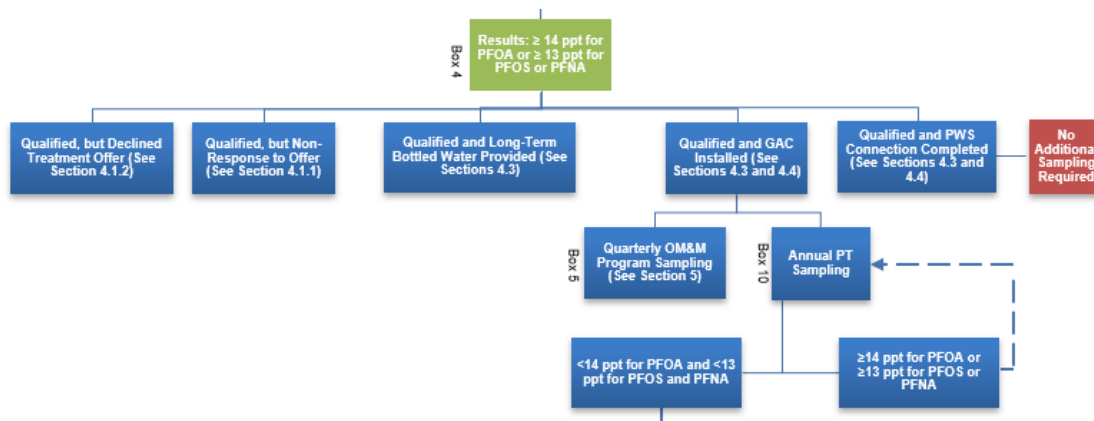 Box 4
Results: ≥ 14 ppt for
PFOA or ≥ 13 ppt for
PFOS or PFNA
Qualified, but Declined
Treatment Offer (See
Section 4.1.2)
Qualified, but Non-
Response to Offer
(See Section 4.1.1)
Qualified and Long-Term
Bottled Water Provided (See
Sections 4.3)
Qualified and GAC
Installed (See
Sections 4.3 and 4.4)
Qualified and PWS
Connection Completed
(See Sections 4.3 and
4.4)
No
Additional
Sampling
Required
Box 5
Quarterly OM&M
Program Sampling
(See Section 5)
Box 10
Annual PT
Sampling
<14 ppt for PFOA and <13
ppt for PFOS and PFNA
≥14 ppt for PFOA or
≥13 ppt for PFOS or
PFNA